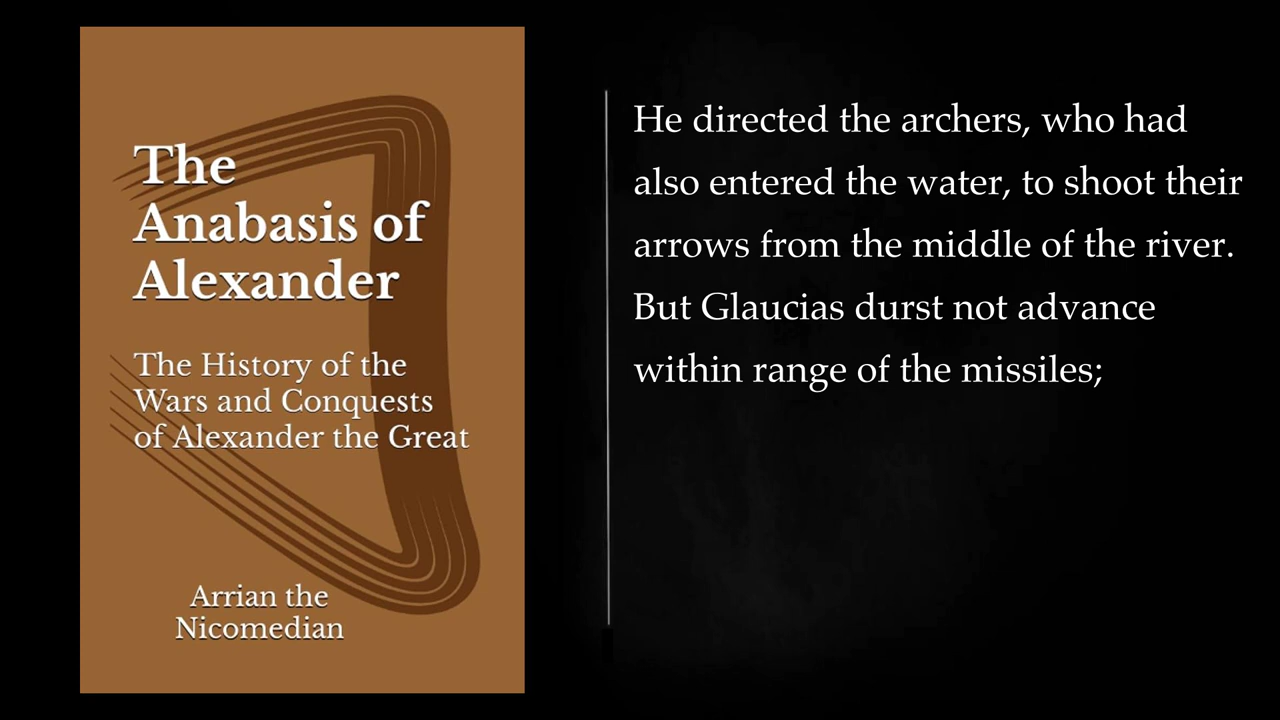 The
Anabasis of
Alexander
The History of the
Wars and Conquests
of Alexander the Great
Arrian the
Nicomedian
He directed the archers, who had
also entered the water, to shoot their
arrows from the middle of the river.
But Glaucias durst not advance
within range of the missiles;